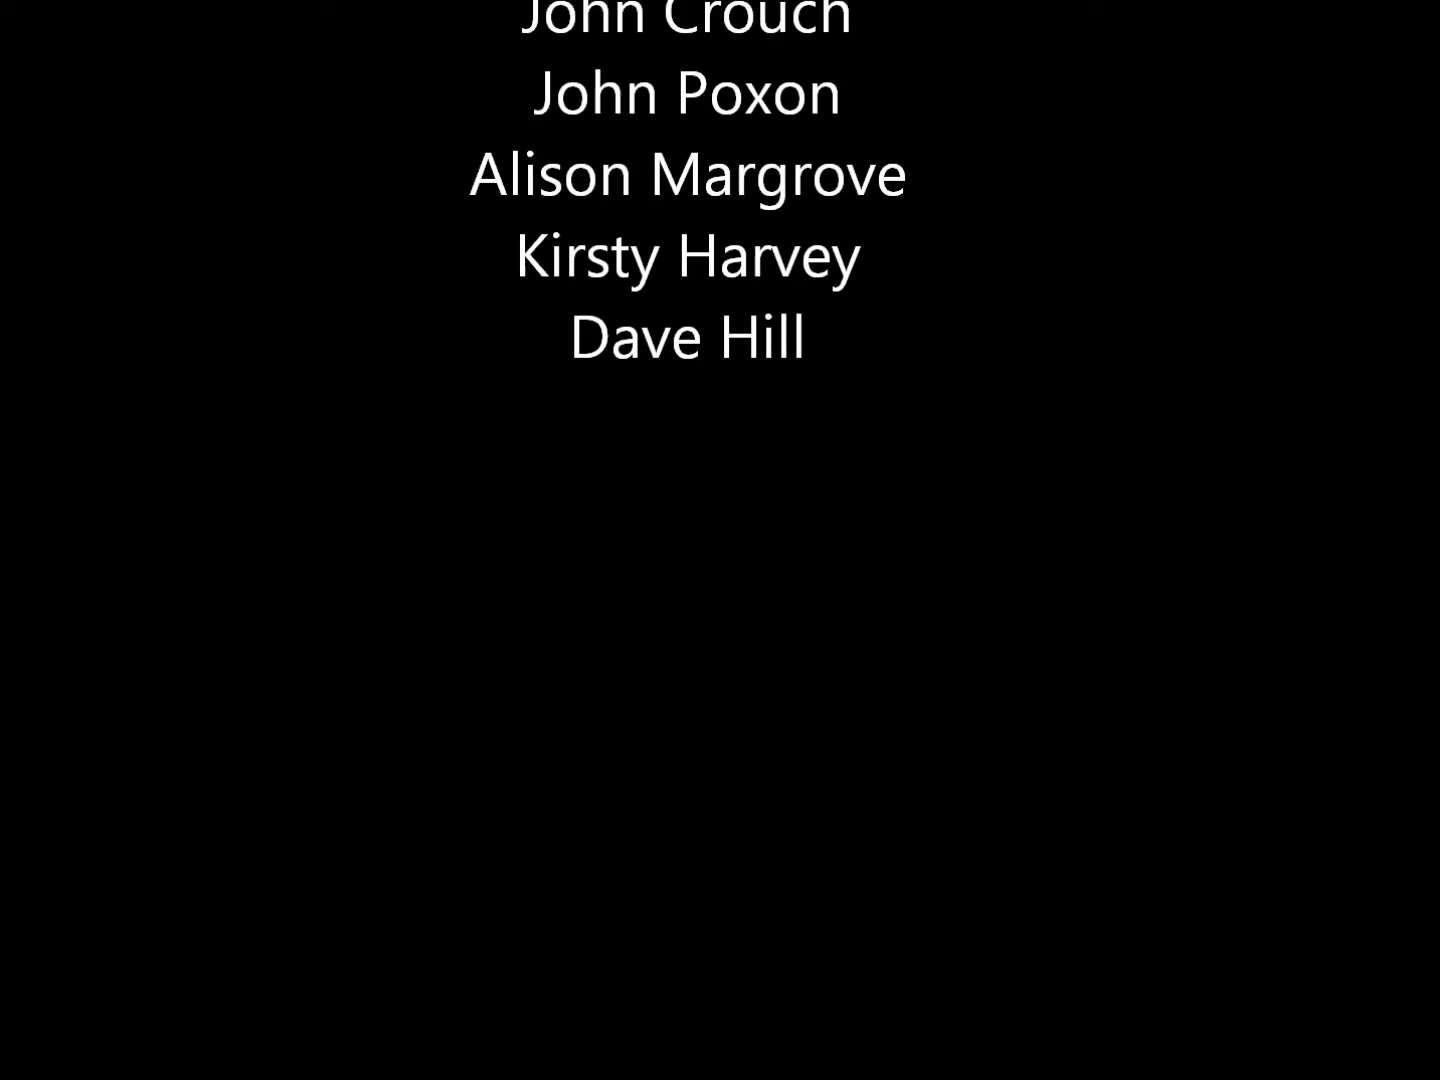 John Crouch
John Poxon
Alison Margrove
Kirsty Harvey
Dave Hill